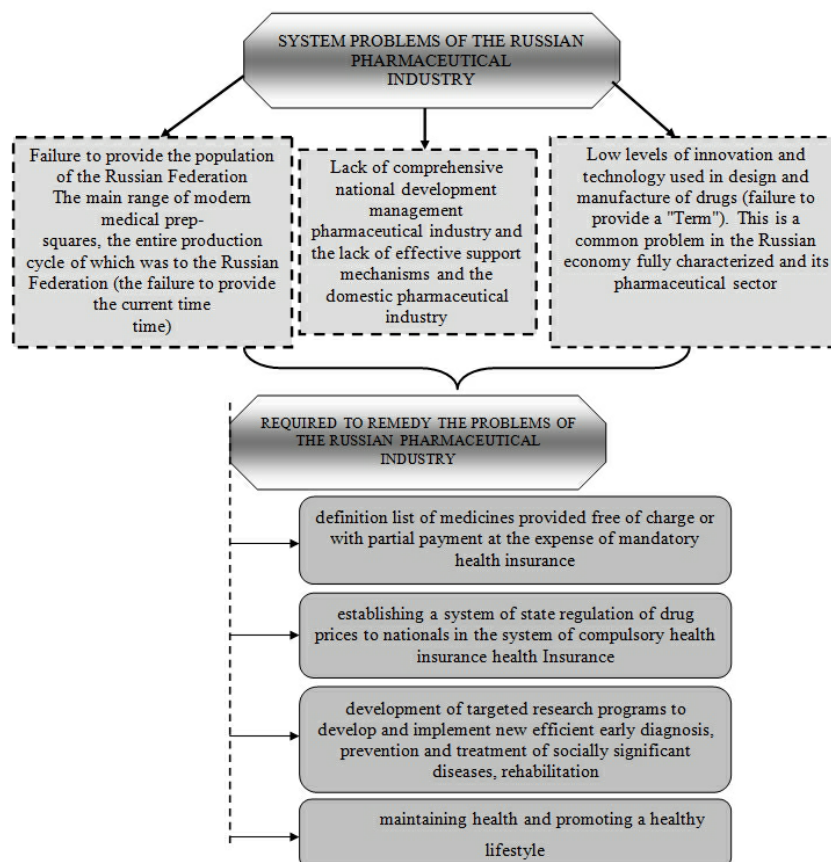 SYSTEM PROBLEMS OF THE RUSSIAN
PHARMACEUTICAL
INDUSTRY
Failure to provide the population
of the Russian Federation
The main range of modern
medical prep-
squares, the entire production
cycle of which was to the Russian
Federation (the failure to provide
the current time
time)
Lack of comprehensive
national development
management
pharmaceutical industry and
the lack of effective support
mechanisms and the
domestic pharmaceutical
industry
Low levels of innovation and
technology used in design and
manufacture of drugs (failure to
provide a "Term"). This is a
common problem in the Russian
economy fully characterized and its
pharmaceutical sector
REQUIRED TO REMEDY THE PROBLEMS OF
THE RUSSIAN PHARMACEUTICAL
INDUSTRY
definition list of medicines provided free of charge or
with partial payment at the expense of mandatory
health insurance
establishing a system of state regulation of drug
prices to nationals in the system of compulsory health
insurance health Insurance
development of targeted research programs to
develop and implement new efficient early diagnosis,
prevention and treatment of socially significant
diseases, rehabilitation
maintaining health and promoting a healthy
lifestyle